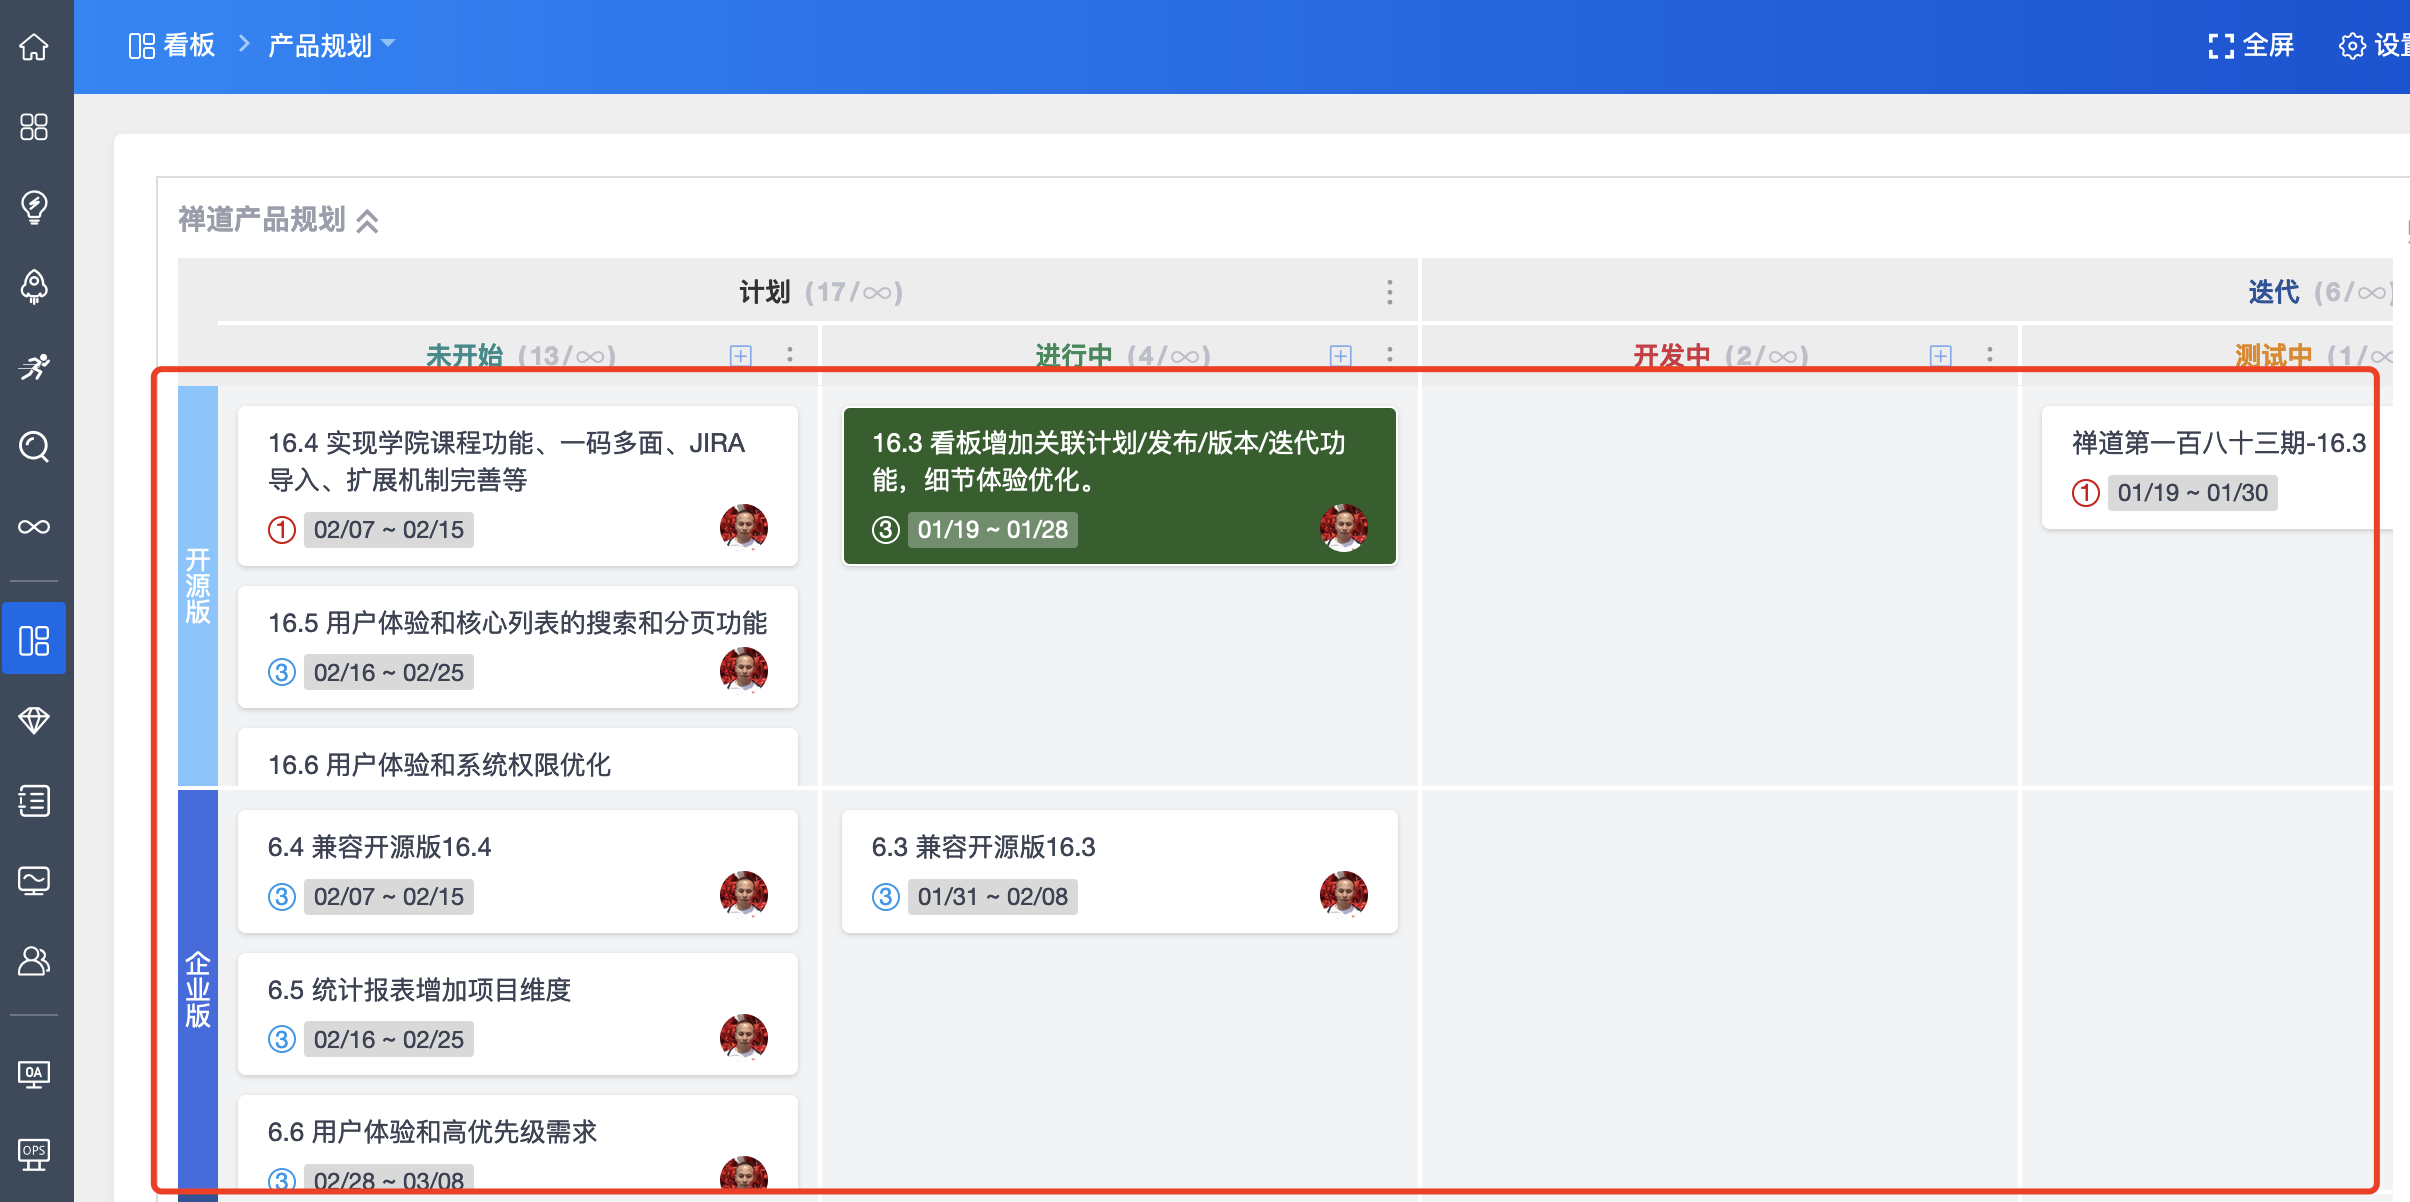 看板 产品规划
全屏 设置
禅道产品规划
计划 (17/∞)
迭代 (6/∞)
未开始 (13/∞)
进行中 (4/∞)
开发中 (2/∞)
测试中 (1/∞
开源版
16.4 实现学院课程功能、一码多面、JIRA
导入、扩展机制完善等
1 02/07 ~ 02/15
16.5 用户体验和核心列表的搜索和分页功能
3 02/16 ~ 02/25
16.6 用户体验和系统权限优化
16.3 看板增加关联计划/发布/版本/迭代功
能，细节体验优化。
3 01/19 ~ 01/28
禅道第一百八十三期-16.3
1 01/19 ~ 01/30
企业版
6.4 兼容开源版16.4
3 02/07 ~ 02/15
6.5 统计报表增加项目维度
3 02/16 ~ 02/25
6.6 用户体验和高优先级需求
3 02/28 ~ 03/08
6.3 兼容开源版16.3
3 01/31 ~ 02/08
OA
OPS